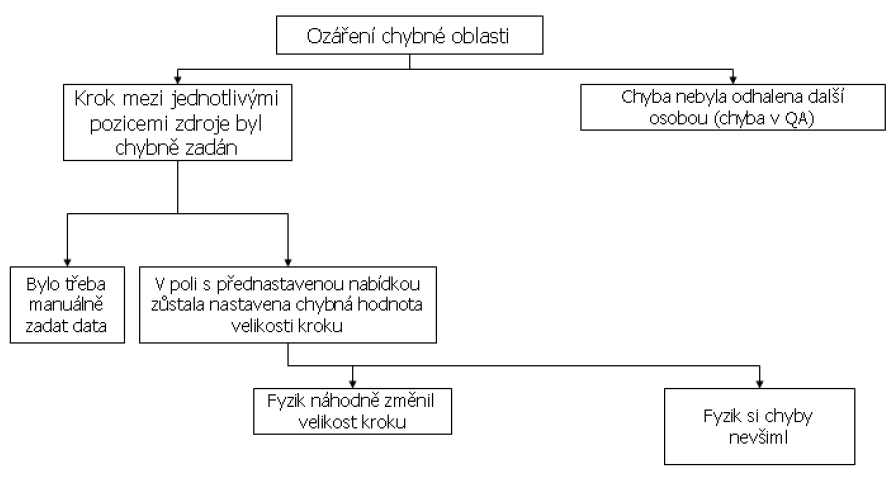 Ozáření chybné oblasti
Krok mezi jednotlivými
pozicemi zdroje byl
chybně zadán
Chyba nebyla odhalena další
osobou (chyba v QA)
Bylo třeba
manuálně
zadat data
V poli s přednastavenou nabídkou
zůstala nastavena chybná hodnota
velikosti kroku
Fyzik náhodně změnil
velikost kroku
Fyzik si chyby
nevšiml